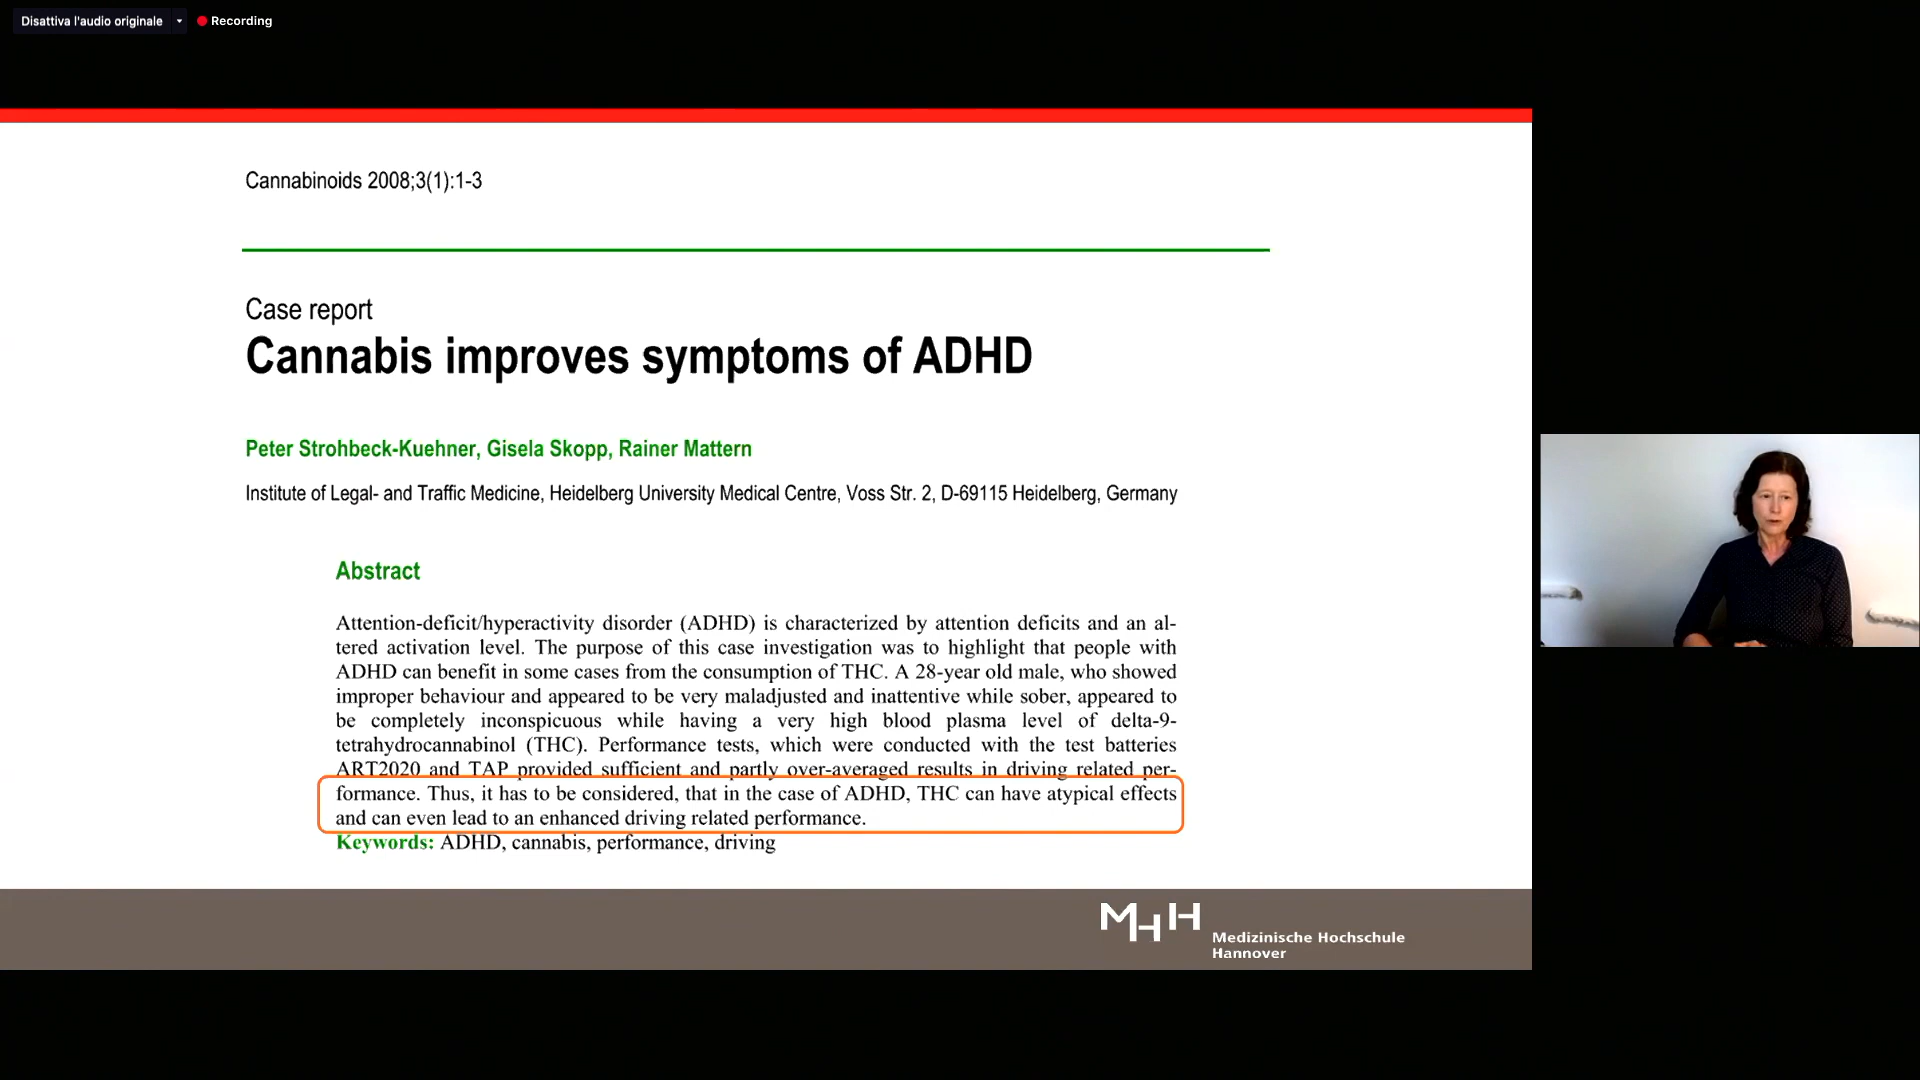 Disattiva l'audio originale
Recording
Cannabinoids 2008;3(1):1-3
Case report
Cannabis improves symptoms of ADHD
Peter Strohbeck-Kuehner, Gisela Skopp, Rainer Mattern
Institute of Legal- and Traffic Medicine, Heidelberg University Medical Centre, Voss Str. 2, D-69115 Heidelberg, Germany
Abstract
Attention-deficit/hyperactivity disorder (ADHD) is characterized by attention deficits and an al-
tered activation level. The purpose of this case investigation was to highlight that people with
ADHD can benefit in some cases from the consumption of THC. A 28-year old male, who showed
improper behaviour and appeared to be very maladjusted and inattentive while sober, appeared to
be completely inconspicuous while having a very high blood plasma level of delta-9-
tetrahydrocannabinol (THC). Performance tests, which were conducted with the test batteries
ART2020 and TAP provided sufficient and partly over-averaged results in driving related per-
formance. Thus, it has to be considered, that in the case of ADHD, THC can have atypical effects
and can even lead to an enhanced driving related performance.
Keywords: ADHD, cannabis, performance, driving
MHH
Medizinische Hochschule
Hannover